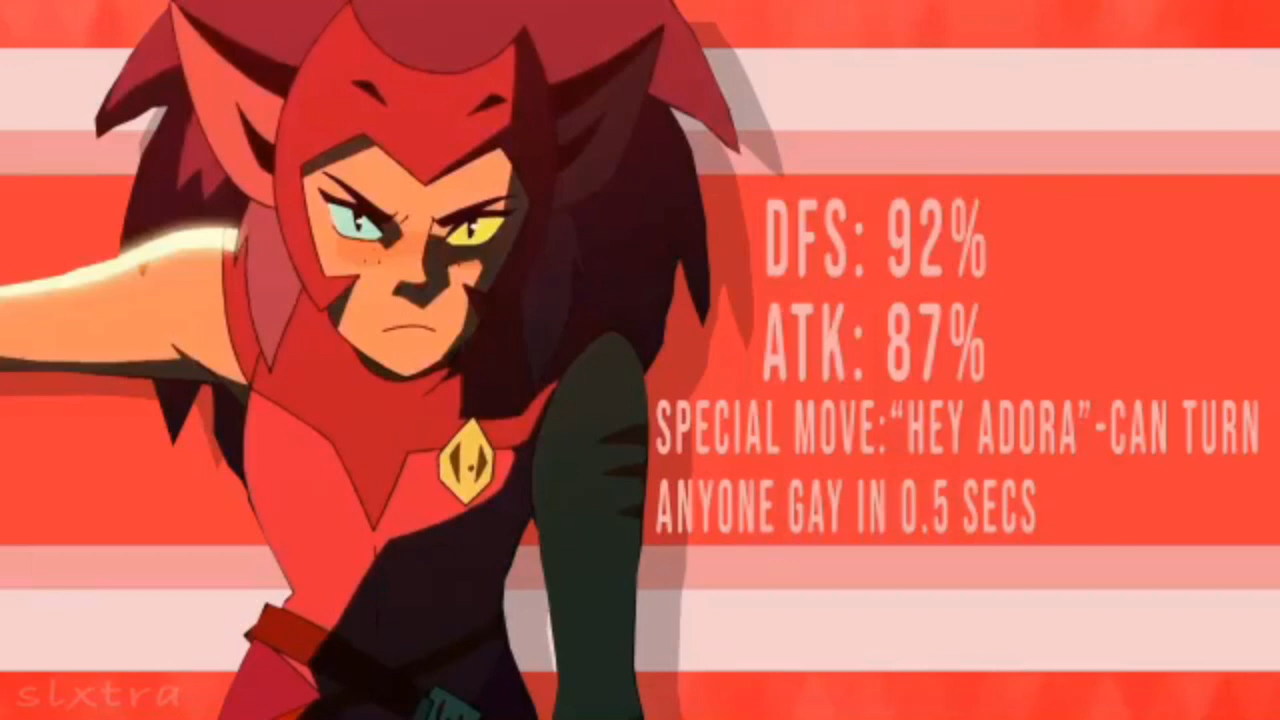 DFS: 92%
ATK: 87%
SPECIAL MOVE:“HEY ADORA”-CAN TURN
ANYONE GAY IN 0.5 SECS
slxtra